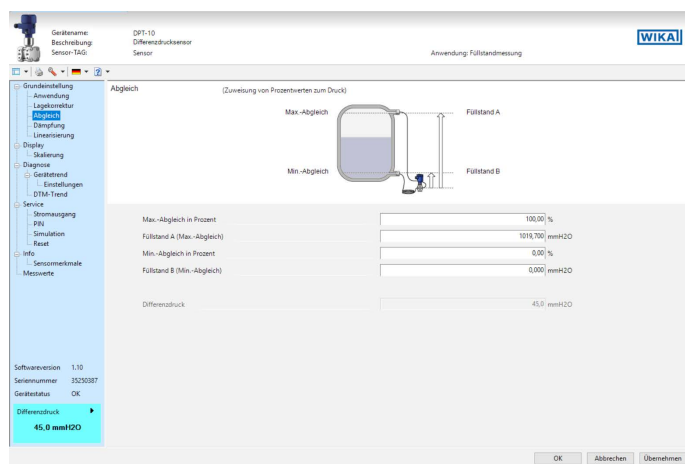 Gerätename: DPT-10
Beschreibung: Differenzdrucksensor
Sensor-TAG: Sensor
Anwendung: Füllstandmessung
WIKA
Grundeinstellung
Anwendung
Lagekorrektur
Abgleich
Dämpfung
Linearisierung
Display
Skalierung
Diagnose
Gerätetrend
Einstellungen
DTM-Trend
Service
Stromausgang
PIN
Simulation
Reset
Info
Sensormerkmale
Messwerte
Softwareversion 1.10
Seriennummer 35250387
Gerätestatus OK
Differenzdruck
45,0 mmH2O
Abgleich (Zuweisung von Prozentwerten zum Druck)
Max.-Abgleich Füllstand A
Min.-Abgleich Füllstand B
Max.-Abgleich in Prozent 100,00 %
Füllstand A (Max.-Abgleich) 1019,700 mmH2O
Min.-Abgleich in Prozent 0,00 %
Füllstand B (Min.-Abgleich) 0,000 mmH2O
Differenzdruck 45,0 mmH2O
OK Abbrechen Übernehmen